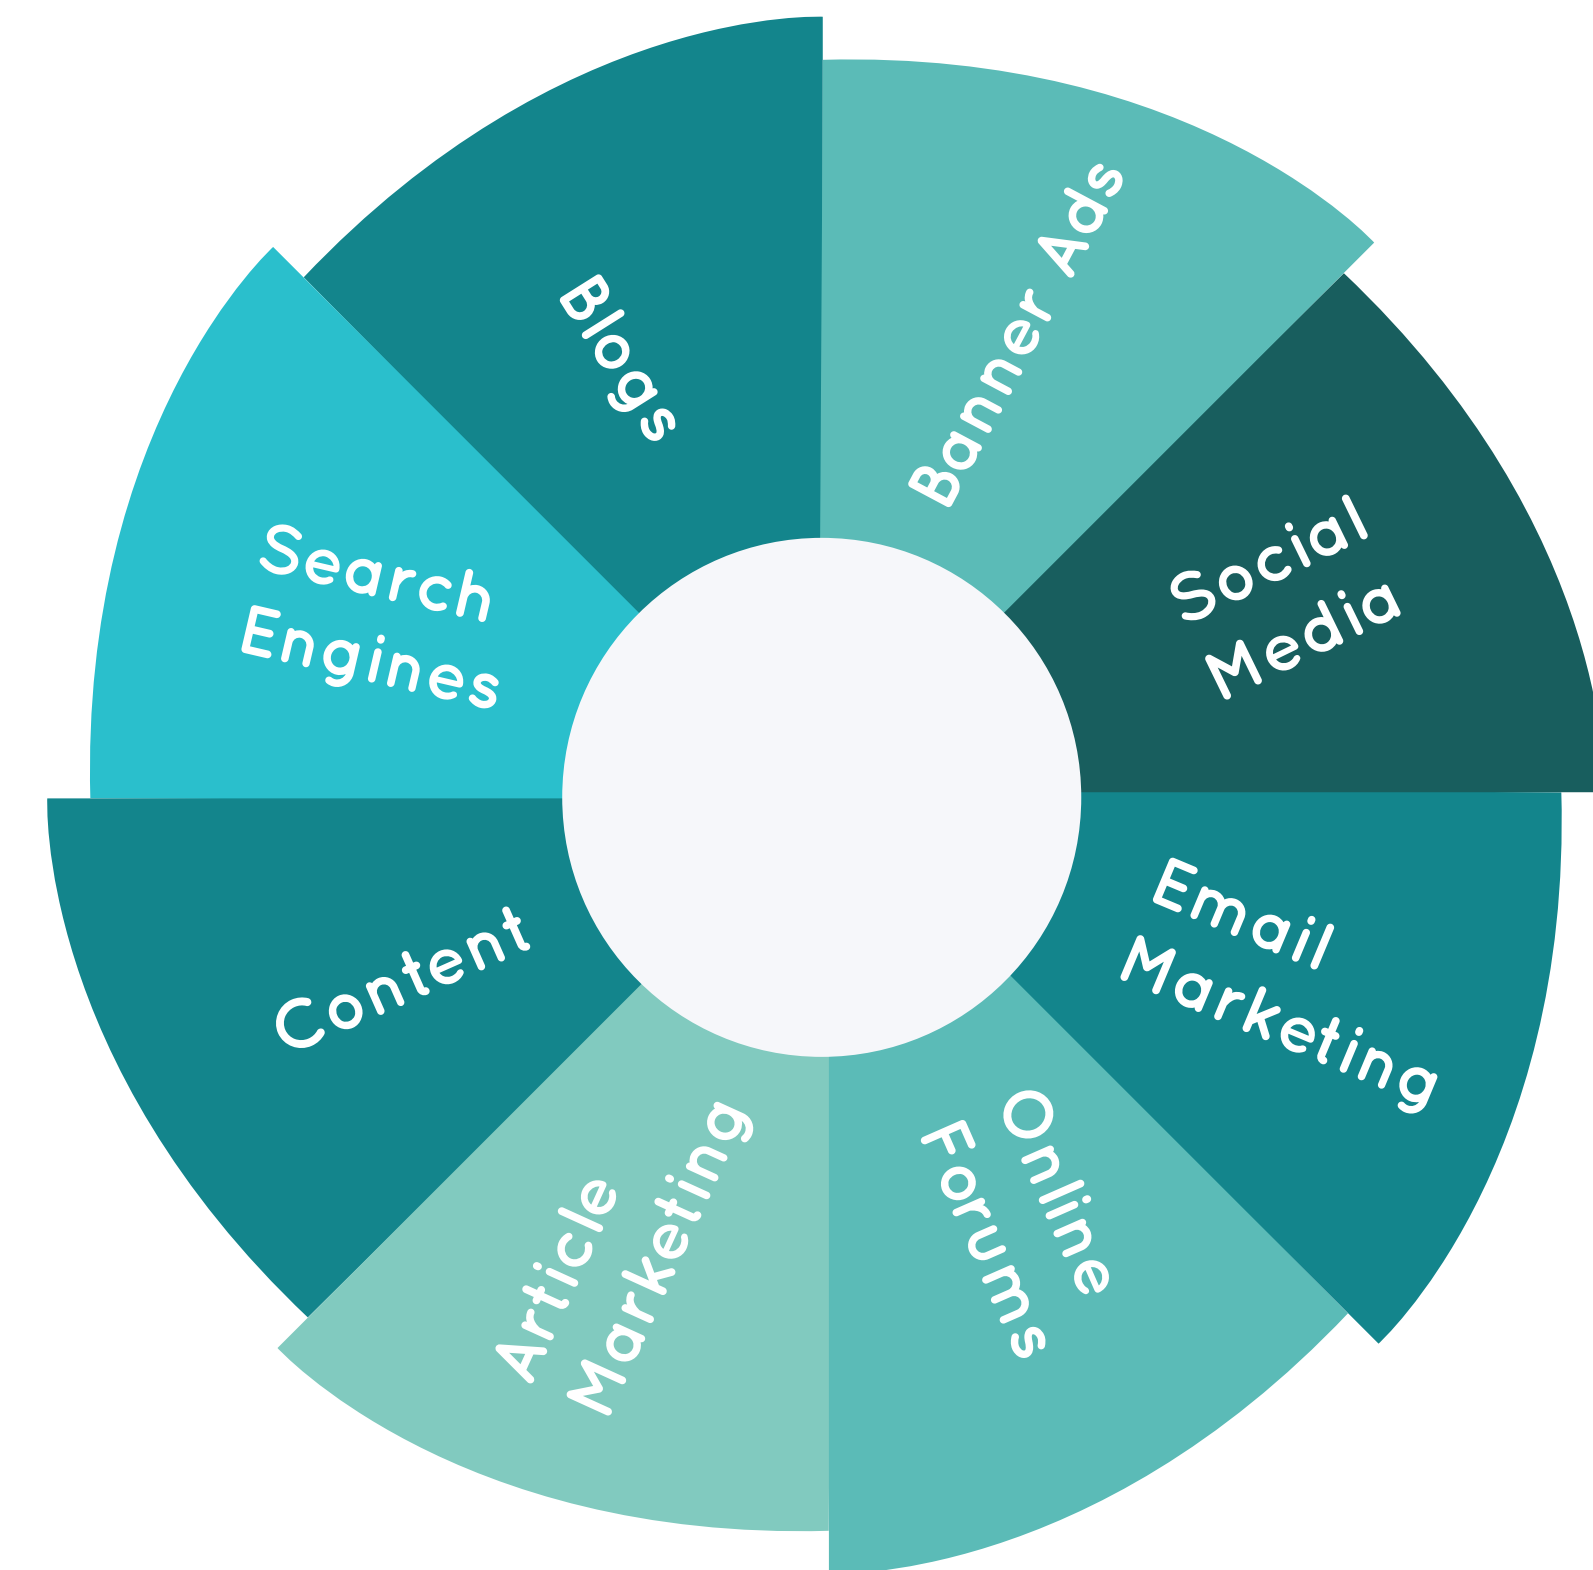 Banner Ads
Social
Media
Email
Marketing
Online
Forums
Article
Marketing
Content
Search
Engines
Blogs